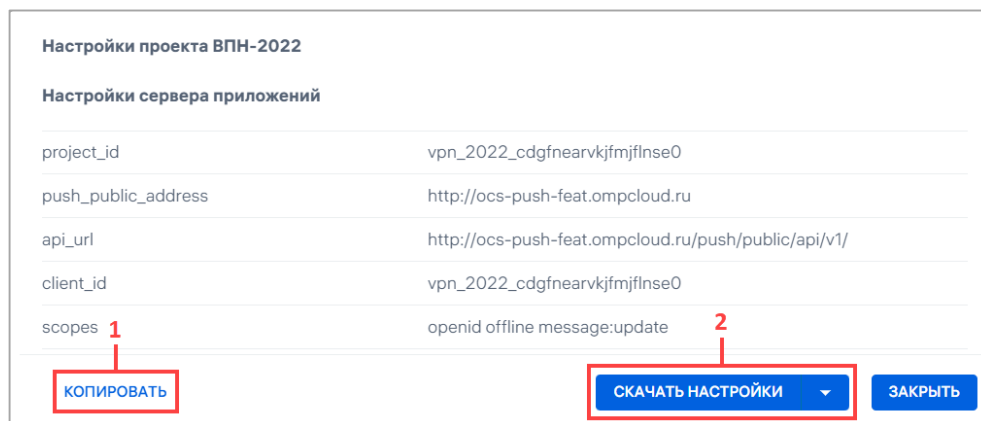 Настройки проекта ВПН-2022
Настройки сервера приложений
project_id vpn_2022_cdgfnearvkjfmjflnse0
push_public_address http://ocs-push-feat.ompcloud.ru
api_url http://ocs-push-feat.ompcloud.ru/push/public/api/v1/
client_id vpn_2022_cdgfnearvkjfmjflnse0
scopes openid offline message:update
1 2
КОПИРОВАТЬ СКАЧАТЬ НАСТРОЙКИ ЗАКРЫТЬ